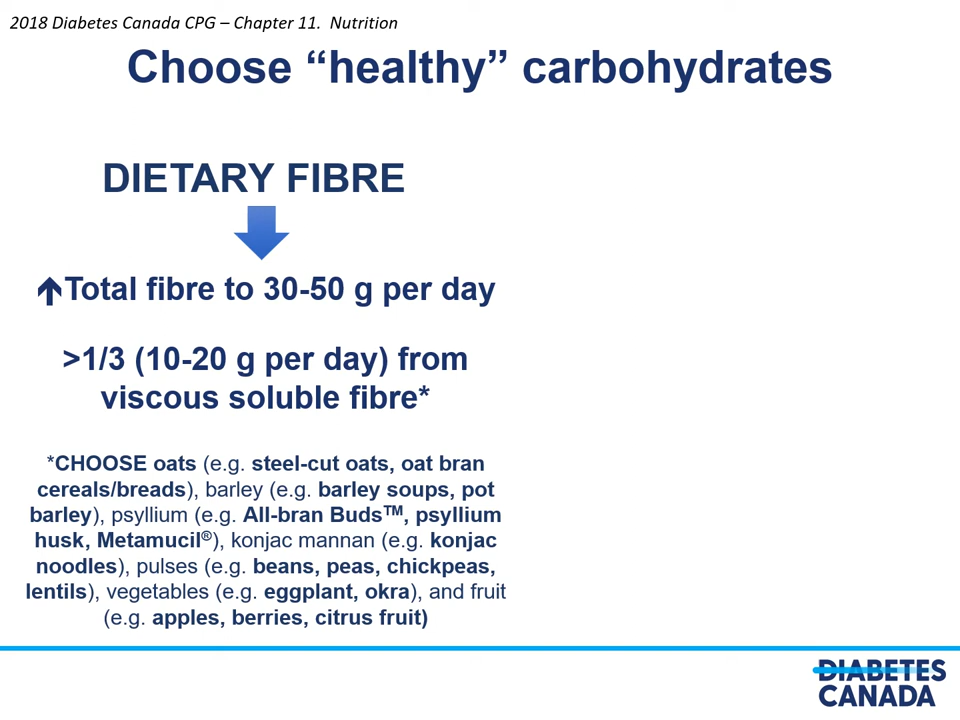 2018 Diabetes Canada CPG – Chapter 11. Nutrition
Choose “healthy” carbohydrates
DIETARY FIBRE
↑Total fibre to 30-50 g per day
>1/3 (10-20 g per day) from
viscous soluble fibre*
*CHOOSE oats (e.g. steel-cut oats, oat bran
cereals/breads), barley (e.g. barley soups, pot
barley), psyllium (e.g. All-bran Buds™, psyllium
husk, Metamucil®), konjac mannan (e.g. konjac
noodles), pulses (e.g. beans, peas, chickpeas,
lentils), vegetables (e.g. eggplant, okra), and fruit
(e.g. apples, berries, citrus fruit)
DIABETES
CANADA